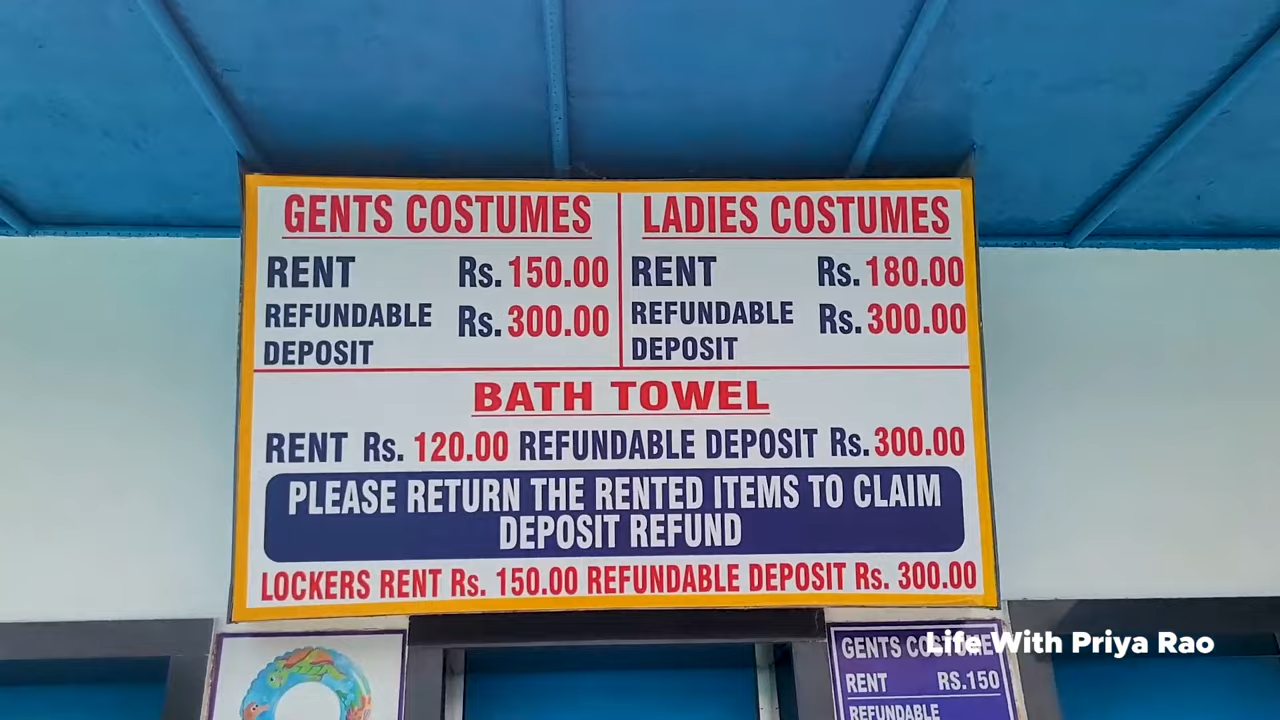 GENTS COSTUMES
RENT Rs. 150.00
REFUNDABLE DEPOSIT Rs. 300.00
LADIES COSTUMES
RENT Rs. 180.00
REFUNDABLE DEPOSIT Rs. 300.00
BATH TOWEL
RENT Rs. 120.00 REFUNDABLE DEPOSIT Rs. 300.00
PLEASE RETURN THE RENTED ITEMS TO CLAIM
DEPOSIT REFUND
LOCKERS RENT Rs. 150.00 REFUNDABLE DEPOSIT Rs. 300.00
GENTS COSTUME
RENT RS.150
REFUNDABLE
Life With Priya Rao